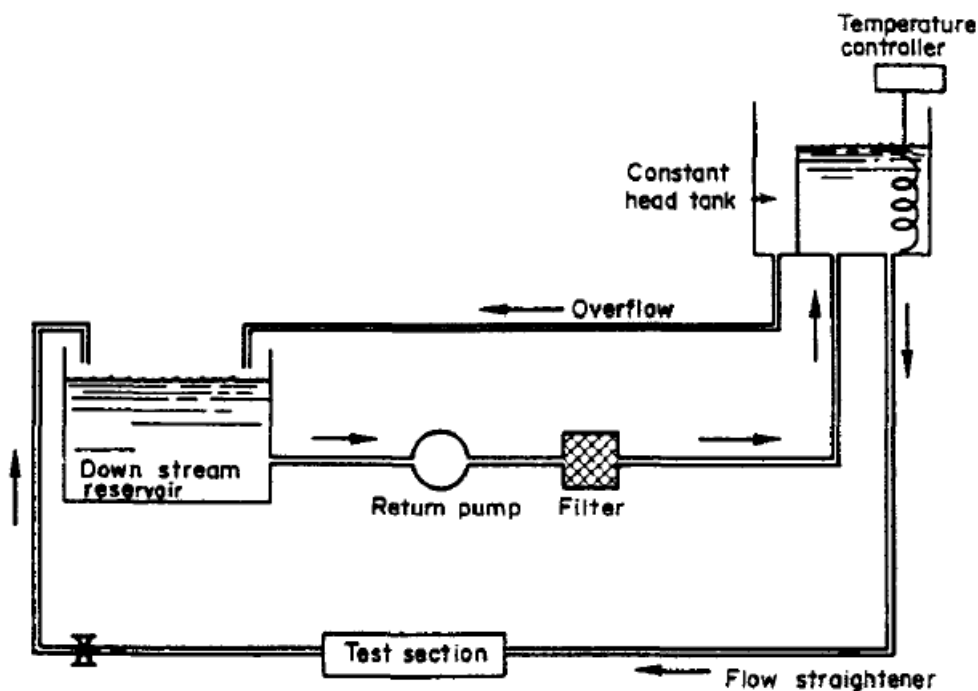 Temperature
controller
Constant
head tank
Overflow
Down stream
reservoir
Return pump
Filter
Test section
Flow straightener